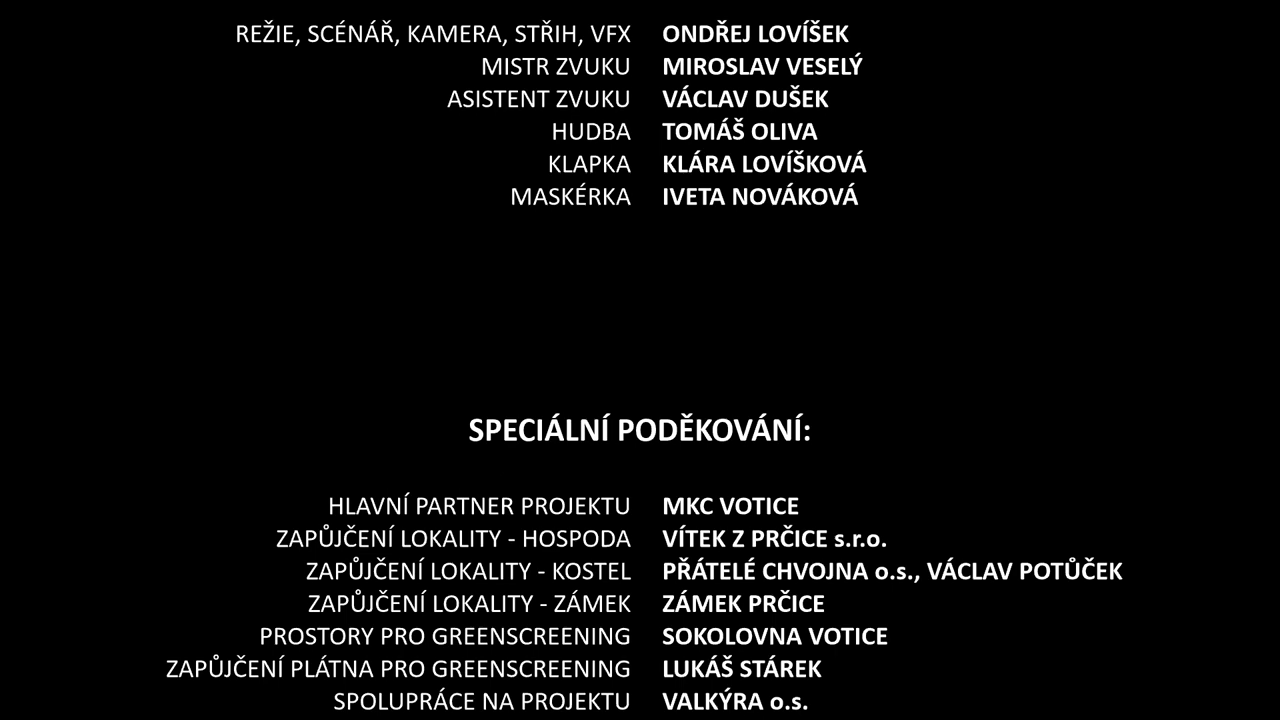 REŽIE, SCÉNÁŘ, KAMERA, STŘIH, VFX ONDŘEJ LOVÍŠEK
MISTR ZVUKU MIROSLAV VESELÝ
ASISTENT ZVUKU VÁCLAV DUŠEK
HUDBA TOMÁŠ OLIVA
KLAPKA KLÁRA LOVÍŠKOVÁ
MASKÉRKA IVETA NOVÁKOVÁ
SPECIÁLNÍ PODĚKOVÁNÍ:
HLAVNÍ PARTNER PROJEKTU MKC VOTICE
ZAPŮJČENÍ LOKALITY - HOSPODA VÍTEK Z PRČICE s.r.o.
ZAPŮJČENÍ LOKALITY - KOSTEL PŘÁTELÉ CHVOJNA o.s., VÁCLAV POTŮČEK
ZAPŮJČENÍ LOKALITY - ZÁMEK ZÁMEK PRČICE
PROSTORY PRO GREENSCREENING SOKOLOVNA VOTICE
ZAPŮJČENÍ PLÁTNA PRO GREENSCREENING LUKÁŠ STÁREK
SPOLUPRÁCE NA PROJEKTU VALKÝRA o.s.